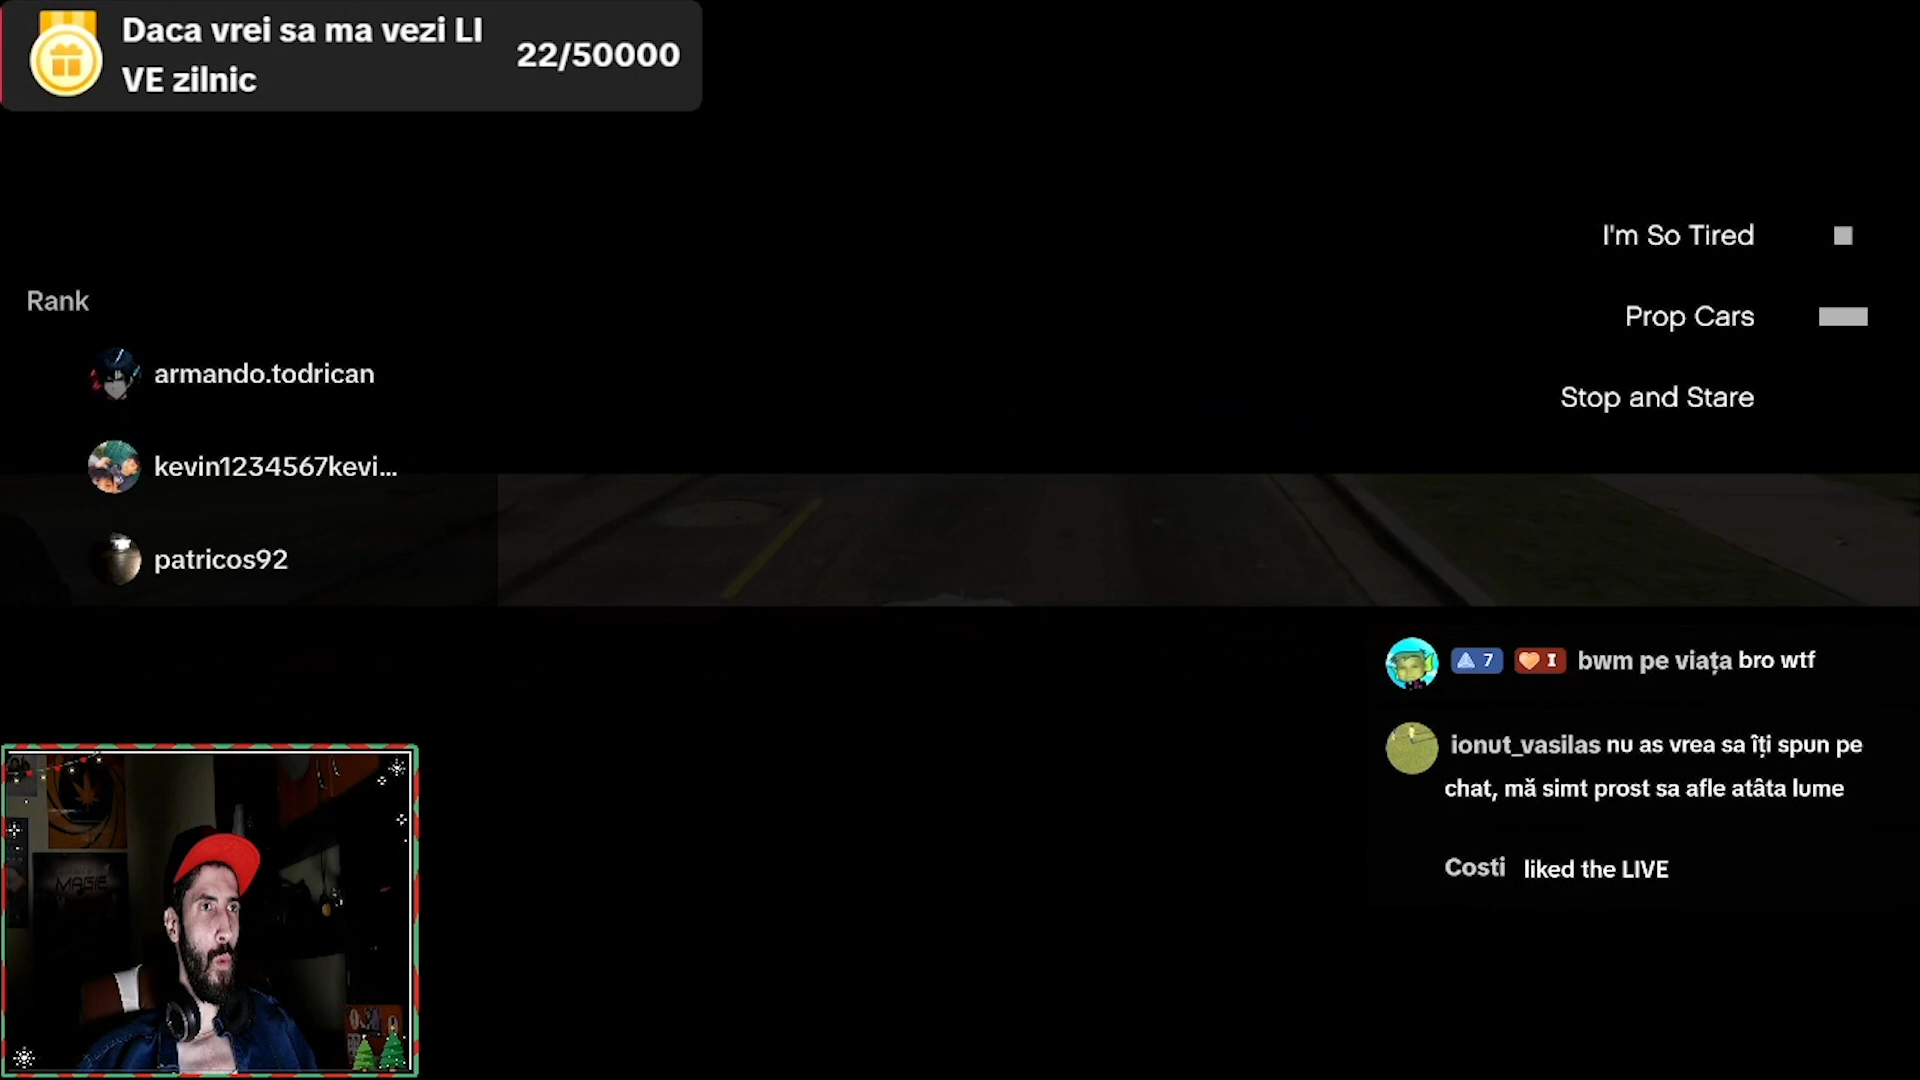 Daca vrei sa ma vezi LI
VE zilnic
22/50000
I'm So Tired
Prop Cars
Stop and Stare
Rank
armando.todrican
kevin1234567kevi...
patricos92
7 I bwm pe viața bro wtf
ionut_vasilas nu as vrea sa îți spun pe
chat, mă simt prost sa afle atâta lume
Costi liked the LIVE
MAGIE